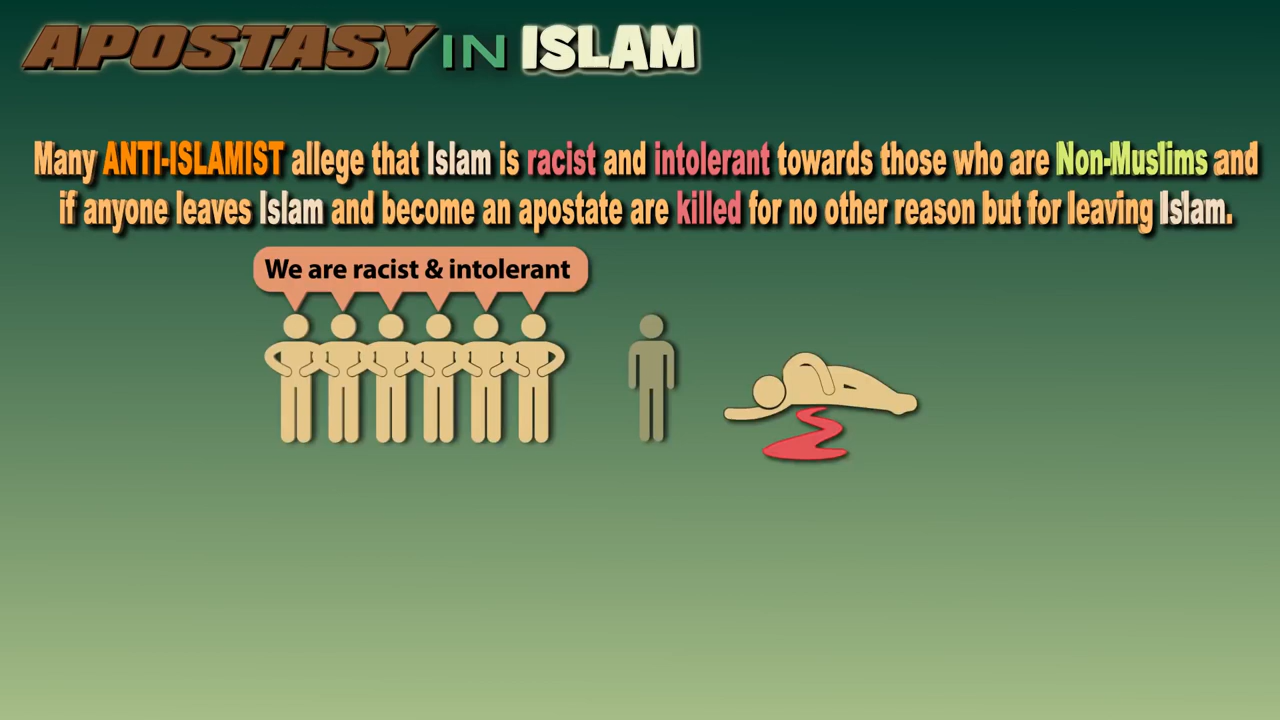 APOSTASY IN ISLAM
Many ANTI-ISLAMIST allege that Islam is racist and intolerant towards those who are Non-Muslims and
if anyone leaves Islam and become an apostate are killed for no other reason but for leaving Islam.
We are racist & intolerant